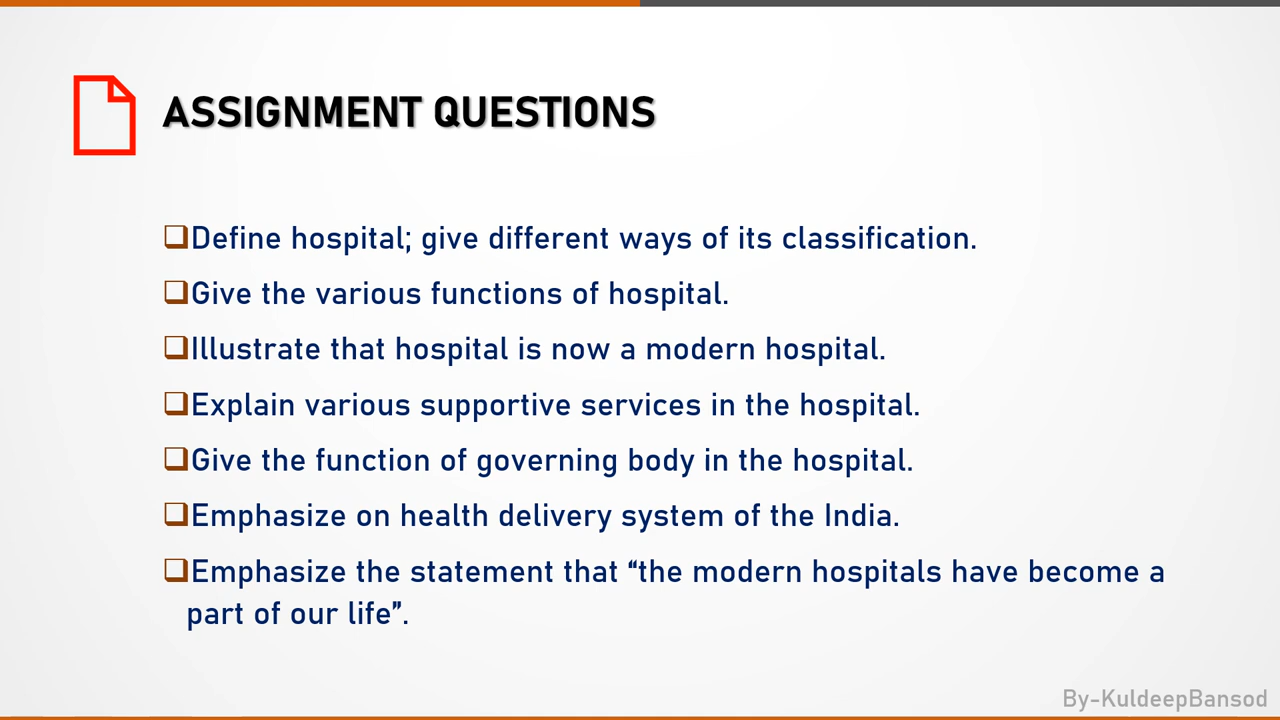 ASSIGNMENT QUESTIONS
❑Define hospital; give different ways of its classification.
❑Give the various functions of hospital.
❑Illustrate that hospital is now a modern hospital.
❑Explain various supportive services in the hospital.
❑Give the function of governing body in the hospital.
❑Emphasize on health delivery system of the India.
❑Emphasize the statement that “the modern hospitals have become a
part of our life”.
By-KuldeepBansod